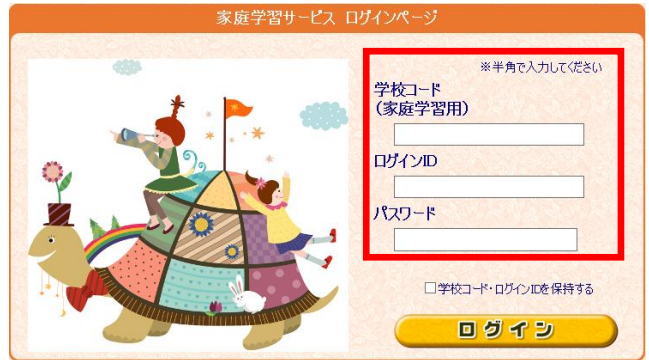 家庭学習サービス ログインページ
※半角で入力してください
学校コード
(家庭学習用)
ログインID
パスワード
学校コード・ログインIDを保持する
ログイン